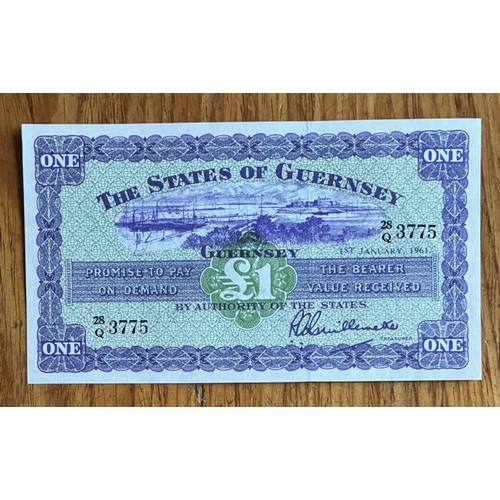 ONE ONE
THE STATES OF GUERNSEY
28/Q 3775
GUERNSEY
1ST JANUARY, 1961
PROMISE TO PAY £1 THE BEARER
ON DEMAND VALUE RECEIVED
BY AUTHORITY OF THE STATES.
28/Q 3775
TREASURER
ONE ONE